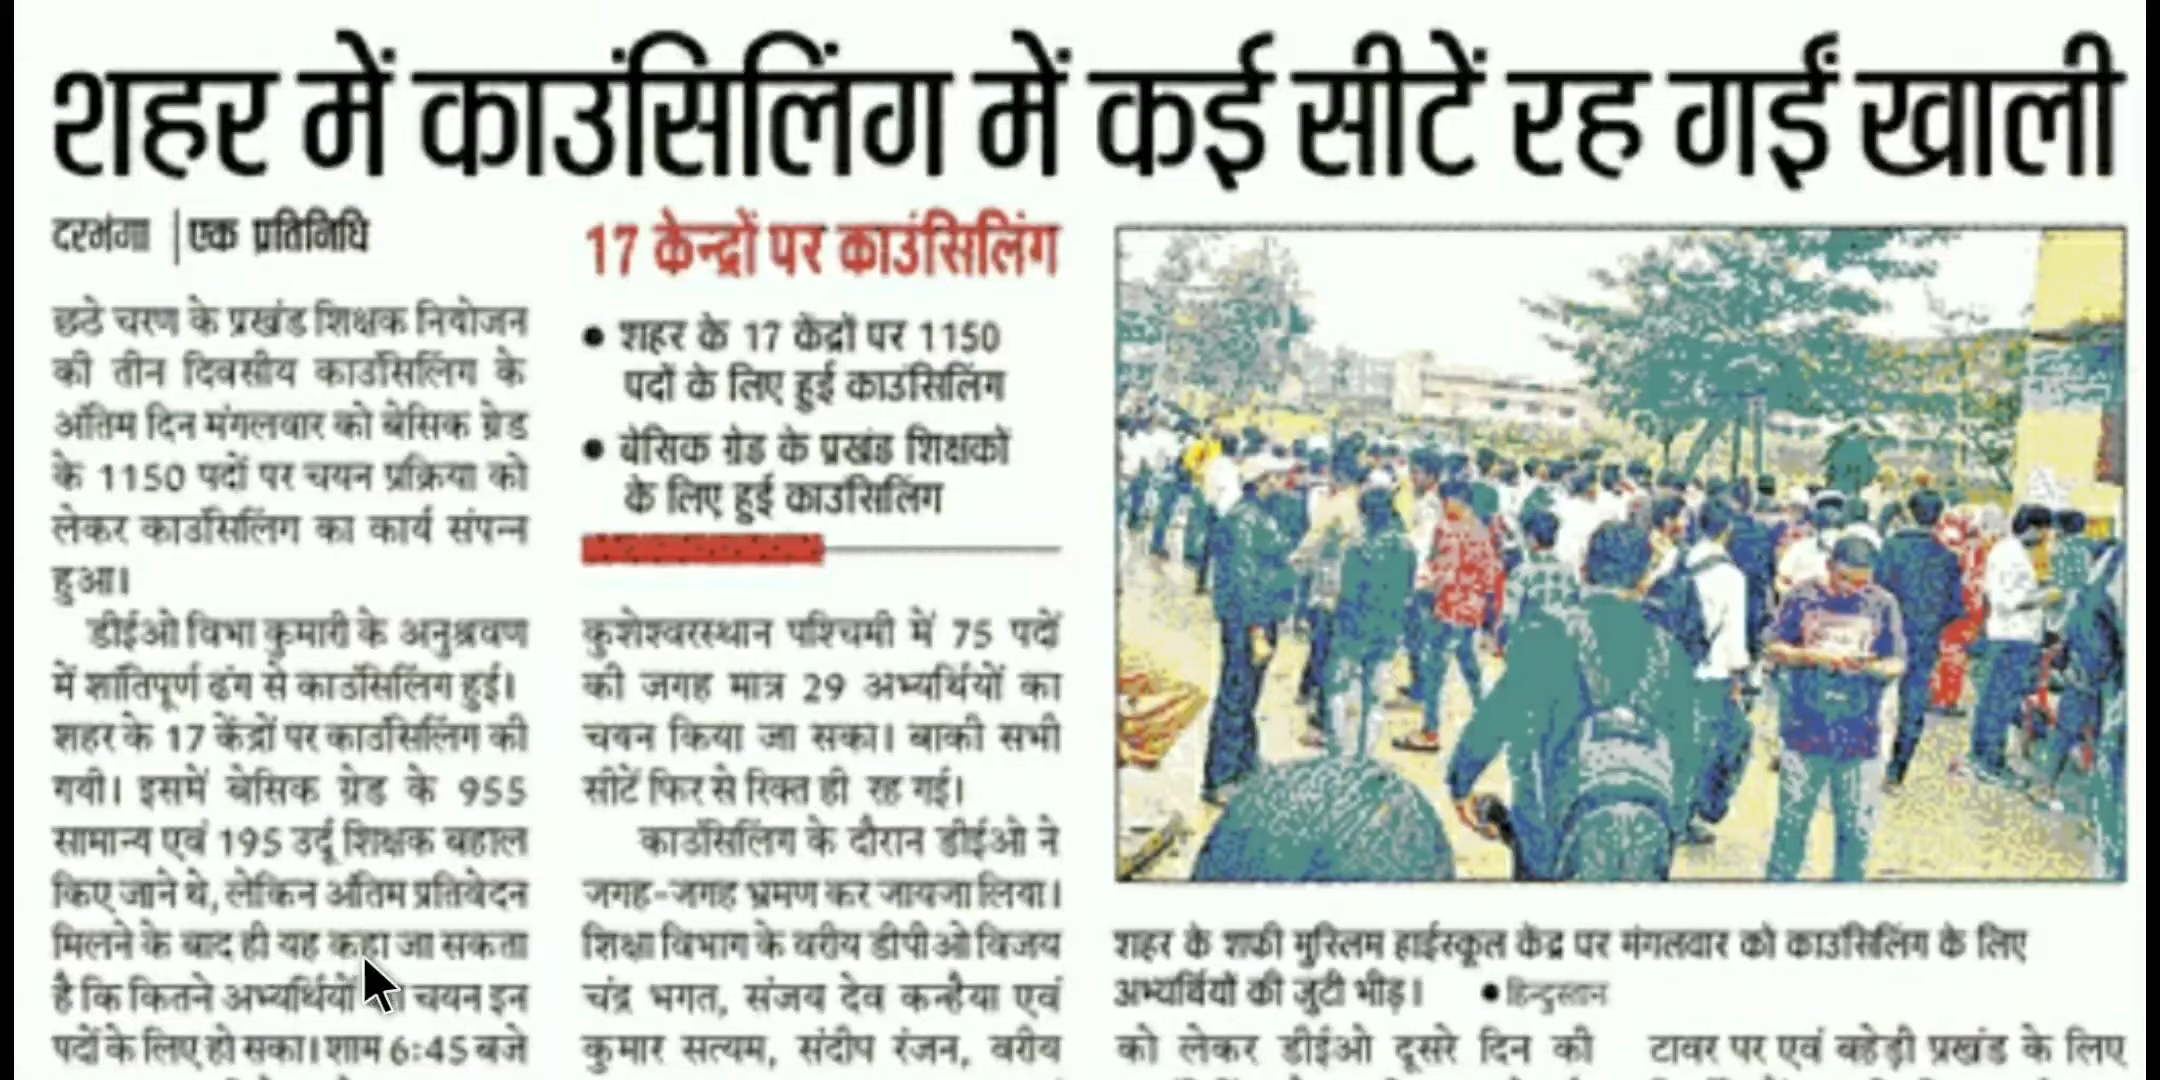 शहर में काउंसिलिंग में कई सीटें रह गईं खाली
दरभंगा | एक प्रतिनिधि
छठे चरण के प्रखंड शिक्षक नियोजन
की तीन दिवसीय काउंसिलिंग के
अंतिम दिन मंगलवार को बेसिक ग्रेड
के 1150 पदों पर चयन प्रक्रिया को
लेकर काउंसिलिंग का कार्य संपन्न
हुआ।
डीईओ विभा कुमारी के अनुश्रवण
में शांतिपूर्ण ढंग से काउंसिलिंग हुई।
शहर के 17 केंद्रों पर काउंसिलिंग की
गयी। इसमें बेसिक ग्रेड के 955
सामान्य एवं 195 उर्दू शिक्षक बहाल
किए जाने थे, लेकिन अंतिम प्रतिवेदन
मिलने के बाद ही यह कहा जा सकता
है कि कितने अभ्यर्थियों चयन इन
पदों के लिए हो सका। शाम 6:45 बजे
17 केन्द्रों पर काउंसिलिंग
● शहर के 17 केंद्रों पर 1150
पदों के लिए हुई काउंसिलिंग
● बेसिक ग्रेड के प्रखंड शिक्षकों
के लिए हुई काउंसिलिंग
कुशेश्वरस्थान पश्चिमी में 75 पदों
की जगह मात्र 29 अभ्यर्थियों का
चयन किया जा सका। बाकी सभी
सीटें फिर से रिक्त ही रह गई।
काउंसिलिंग के दौरान डीईओ ने
जगह-जगह भ्रमण कर जायजा लिया।
शिक्षा विभाग के वरीय डीपीओ विजय
चंद्र भगत, संजय देव कन्हैया एवं
कुमार सत्यम, संदीप रंजन, वरीय
शहर के शफी मुस्लिम हाईस्कूल केंद्र पर मंगलवार को काउंसिलिंग के लिए
अभ्यर्थियों की जुटी भीड़। ● हिन्दुस्तान
को लेकर डीईओ दूसरे दिन की
टावर पर एवं बहेड़ी प्रखंड के लिए